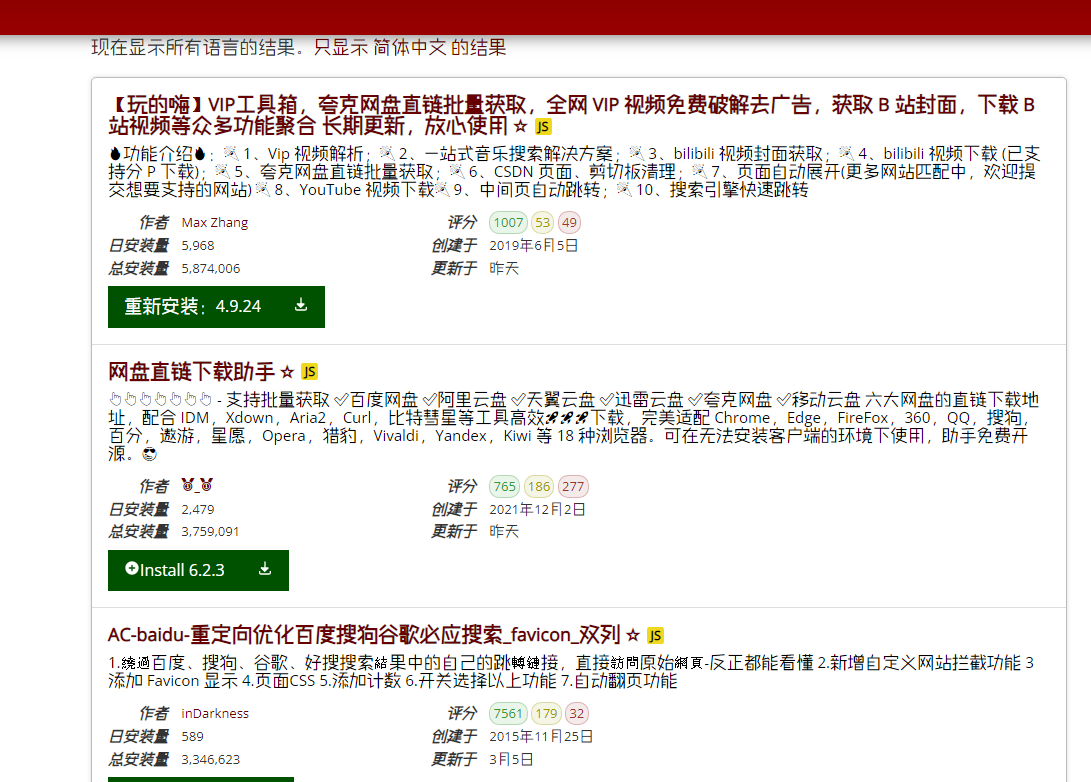 现在显示所有语言的结果。只显示 简体中文 的结果
【玩的嗨】VIP工具箱，夸克网盘直链批量获取，全网 VIP 视频免费破解去广告，获取 B 站封面，下载 B
站视频等众多功能聚合 长期更新，放心使用 ☆ JS
🔥功能介绍🔥：1、Vip 视频解析；2、一站式音乐搜索解决方案；3、bilibili 视频封面获取；4、bilibili 视频下载 (已支
持分 P 下载)；5、夸克网盘直链批量获取；6、CSDN 页面、剪切板清理；7、页面自动展开(更多网站匹配中，欢迎提
交想要支持的网站) 8、YouTube 视频下载 9、中间页自动跳转；10、搜索引擎快速跳转
作者 Max Zhang 评分 1007 53 49
日安装量 5,968 创建于 2019年6月5日
总安装量 5,874,006 更新于 昨天
重新安装：4.9.24
网盘直链下载助手 ☆ JS
👆👆👆👆👆👆👆 - 支持批量获取 ✅百度网盘 ✅阿里云盘 ✅天翼云盘 ✅迅雷云盘 ✅夸克网盘 ✅移动云盘 六大网盘的直链下载地
址，配合 IDM，Xdown，Aria2，Curl，比特彗星等工具高效🚀🚀🚀下载，完美适配 Chrome，Edge，FireFox，360，QQ，搜狗，
百分，遨游，星愿，Opera，猎豹，Vivaldi，Yandex，Kiwi 等 18 种浏览器。可在无法安装客户端的环境下使用，助手免费开
源。😎
作者 🥇_🥇 评分 765 186 277
日安装量 2,479 创建于 2021年12月2日
总安装量 3,759,091 更新于 昨天
Install 6.2.3
AC-baidu-重定向优化百度搜狗谷歌必应搜索_favicon_双列 ☆ JS
1.繞過百度、搜狗、谷歌、好搜搜索結果中的自己的跳轉鏈接，直接訪問原始網頁-反正都能看懂 2.新增自定义网站拦截功能 3
添加 Favicon 显示 4.页面CSS 5.添加计数 6.开关选择以上功能 7.自动翻页功能
作者 inDarkness 评分 7561 179 32
日安装量 589 创建于 2015年11月25日
总安装量 3,346,623 更新于 3月5日